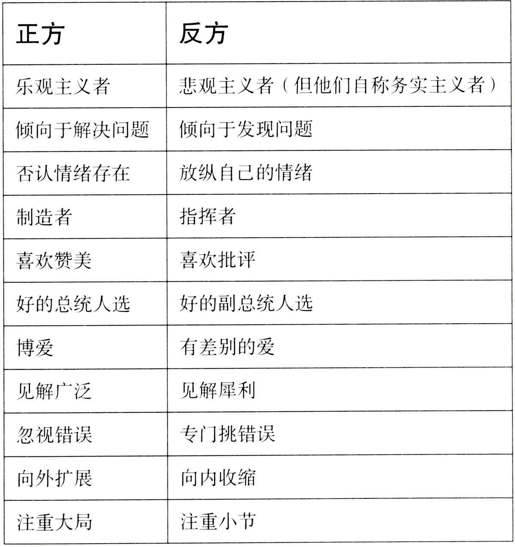 正方 反方
乐观主义者 悲观主义者（但他们自称务实主义者）
倾向于解决问题 倾向于发现问题
否认情绪存在 放纵自己的情绪
制造者 指挥者
喜欢赞美 喜欢批评
好的总统人选 好的副总统人选
博爱 有差别的爱
见解广泛 见解犀利
忽视错误 专门挑错误
向外扩展 向内收缩
注重大局 注重小节